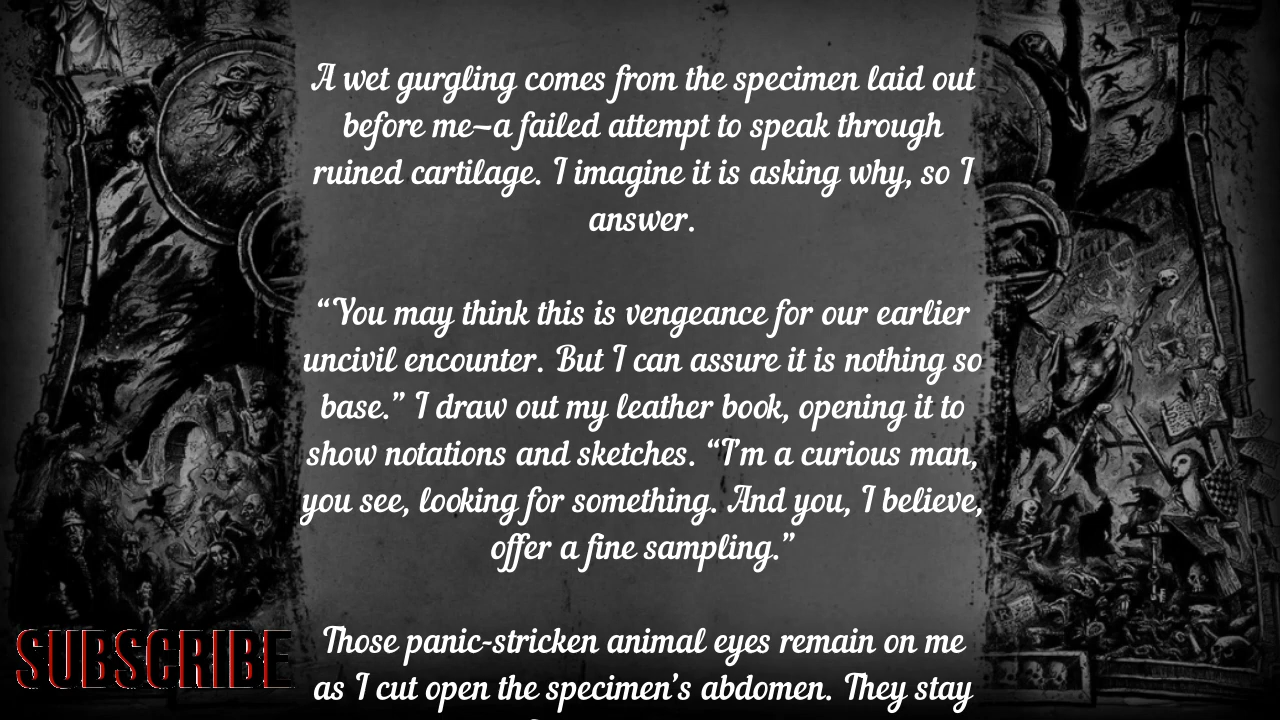 A wet gurgling comes from the specimen laid out
before me—a failed attempt to speak through
ruined cartilage. I imagine it is asking why, so I
answer.
“You may think this is vengeance for our earlier
uncivil encounter. But I can assure it is nothing so
base.” I draw out my leather book, opening it to
show notations and sketches. “I’m a curious man,
you see, looking for something. And you, I believe,
offer a fine sampling.”
Those panic-stricken animal eyes remain on me
as I cut open the specimen’s abdomen. They stay
SUBSCRIBE